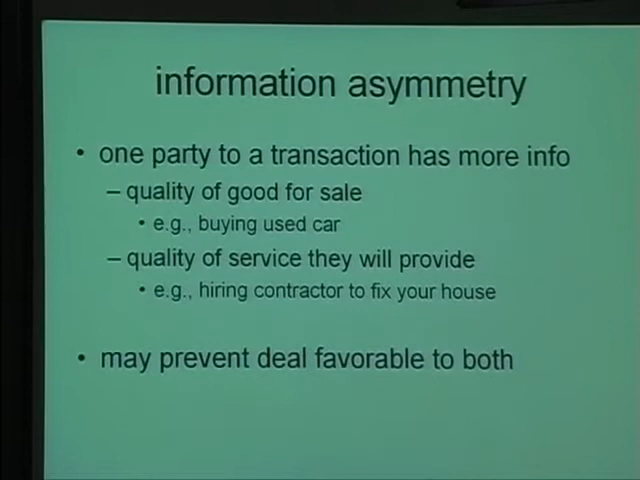 information asymmetry
• one party to a transaction has more info
– quality of good for sale
• e.g., buying used car
– quality of service they will provide
• e.g., hiring contractor to fix your house
• may prevent deal favorable to both